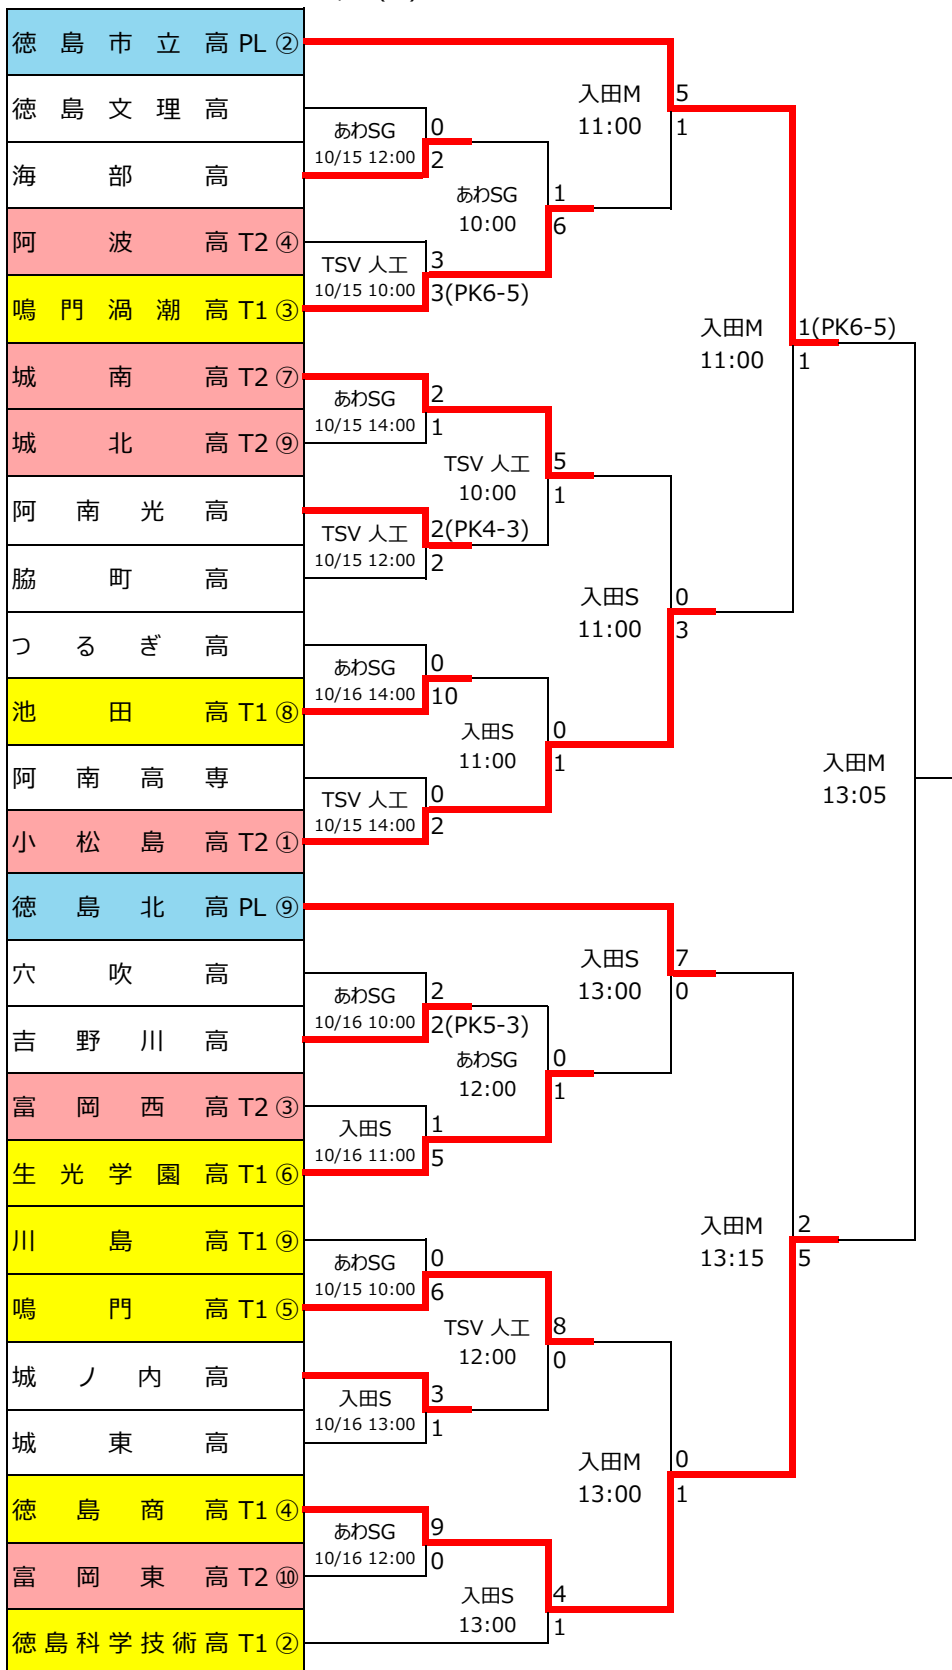 徳島市立高 PL ②
徳島文理高
海部高
阿波高 T2 ④
鳴門渦潮高 T1 ③
城南高 T2 ⑦
城北高 T2 ⑨
阿南光高
脇町高
つるぎ高
池田高 T1 ⑧
阿南高専
小松島高 T2 ①
徳島北高 PL ⑨
穴吹高
吉野川高
富岡西高 T2 ③
生光学園高 T1 ⑥
川島高 T1 ⑨
鳴門高 T1 ⑤
城ノ内高
城東高
徳島商高 T1 ④
富岡東高 T2 ⑩
徳島科学技術高 T1 ②
あわSG
10/15 12:00
0
2
TSV 人工
10/15 10:00
3
3(PK6-5)
あわSG
10/15 14:00
2
1
TSV 人工
10/15 12:00
2(PK4-3)
2
あわSG
10/16 14:00
0
10
TSV 人工
10/15 14:00
0
2
あわSG
10/16 10:00
2
2(PK5-3)
入田S
10/16 11:00
1
5
あわSG
10/15 10:00
0
6
入田S
10/16 13:00
3
1
あわSG
10/16 12:00
9
0
あわSG
10:00
1
6
TSV 人工
10:00
5
1
入田S
11:00
0
1
あわSG
12:00
0
1
TSV 人工
12:00
8
0
入田S
13:00
4
1
入田M
11:00
5
1
入田S
11:00
0
3
入田S
13:00
7
0
入田M
13:00
0
1
入田M
11:00
1(PK6-5)
1
入田M
13:15
2
5
入田M
13:05